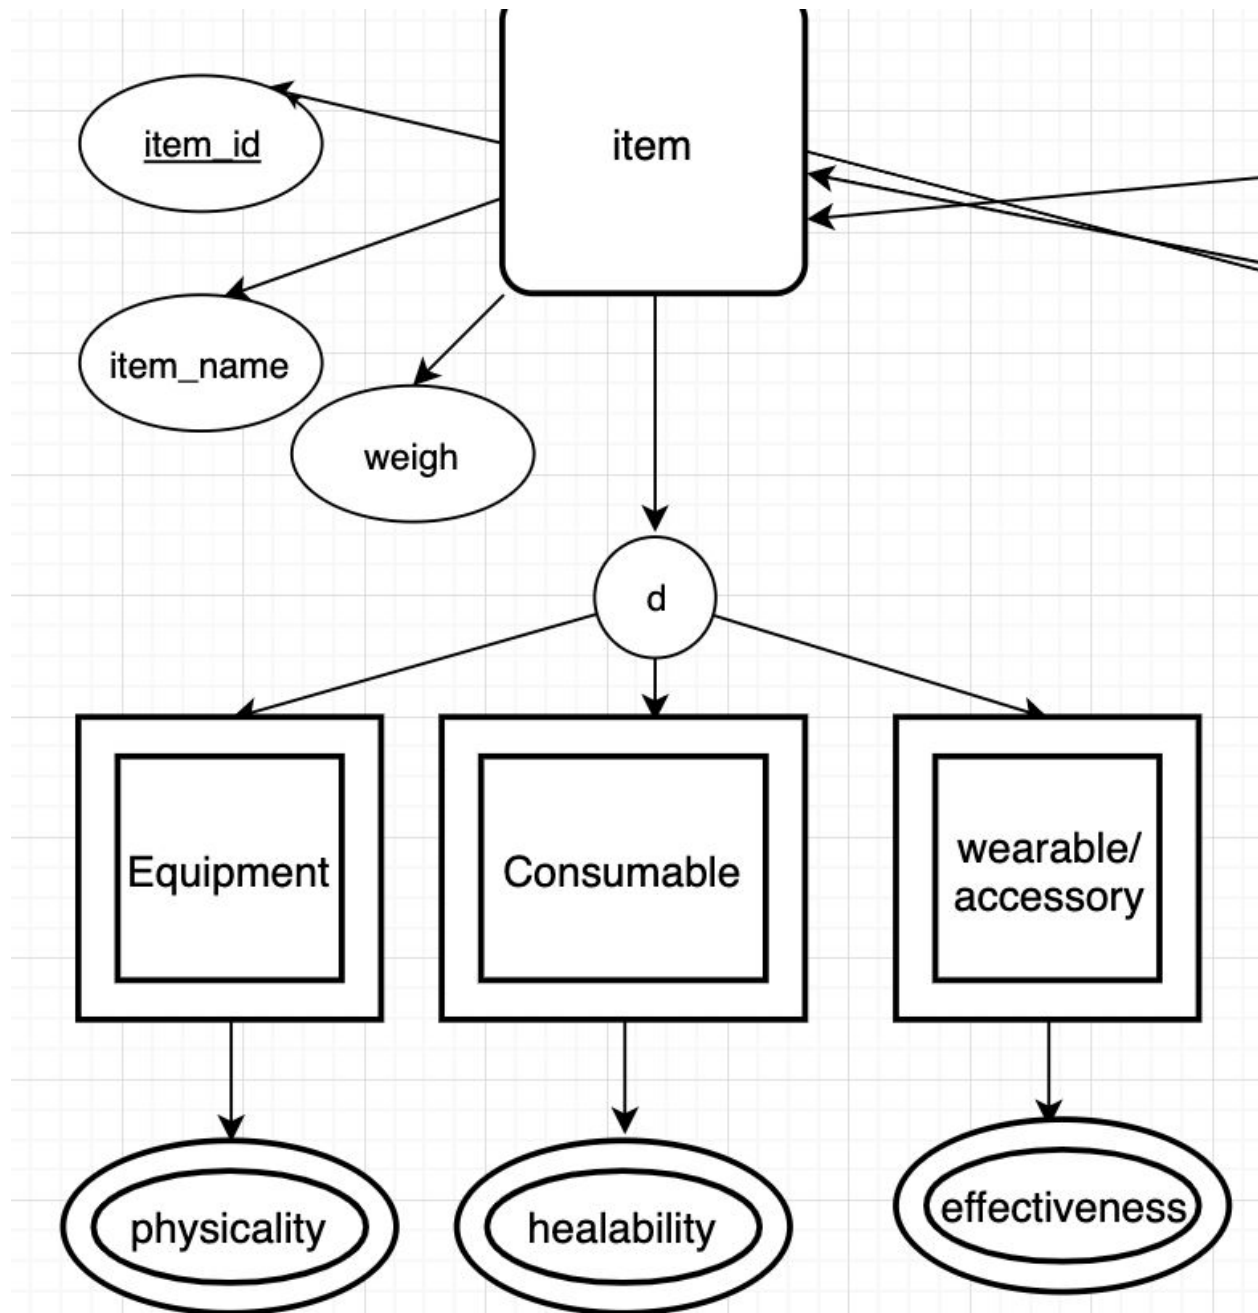 item
item_id
item_name
weigh
d
Equipment
Consumable
wearable/
accessory
physicality
healability
effectiveness